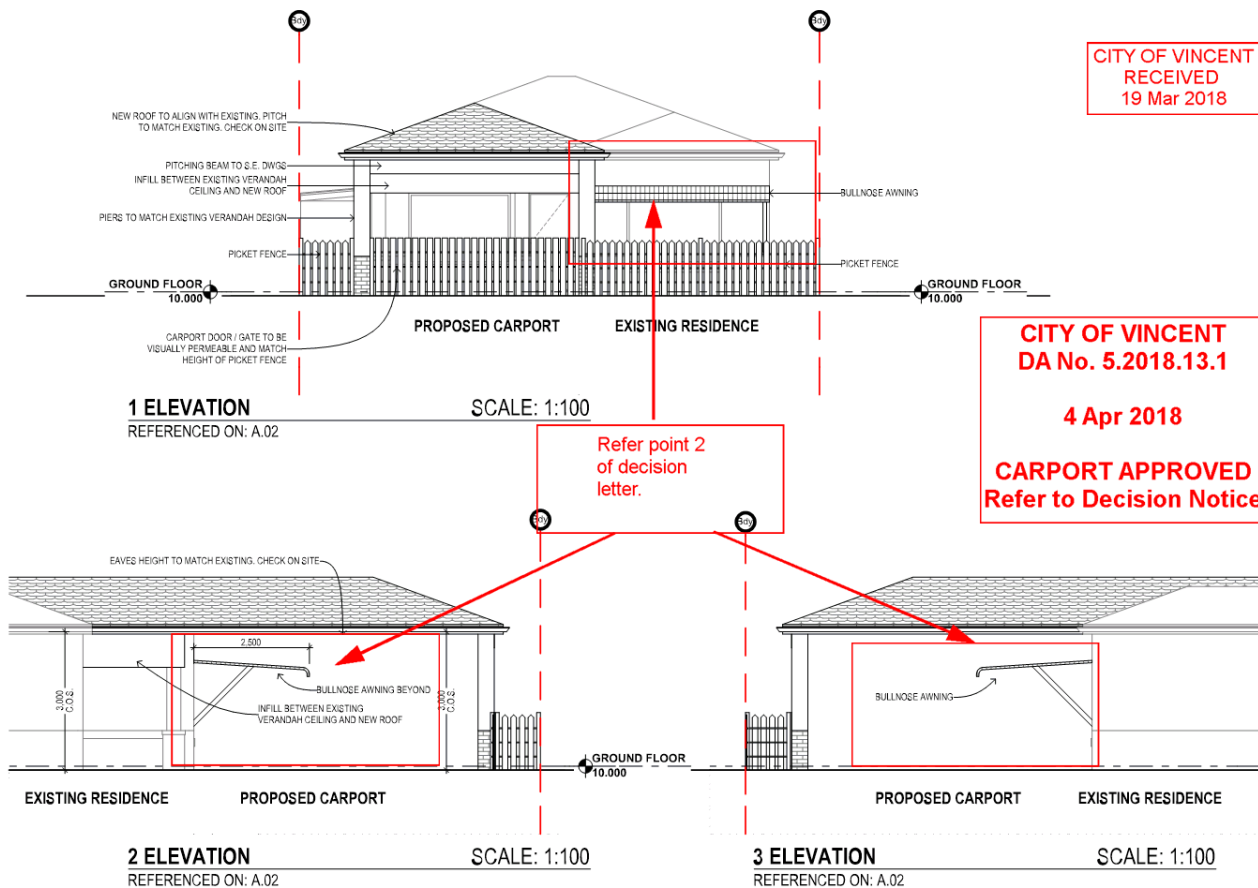 Bdy
Bdy
CITY OF VINCENT
RECEIVED
19 Mar 2018
NEW ROOF TO ALIGN WITH EXISTING. PITCH
TO MATCH EXISTING. CHECK ON SITE
PITCHING BEAM TO S.E. DWGS
INFILL BETWEEN EXISTING VERANDAH
CEILING AND NEW ROOF
BULLNOSE AWNING
PIERS TO MATCH EXISTING VERANDAH DESIGN
PICKET FENCE
PICKET FENCE
GROUND FLOOR
10.000
GROUND FLOOR
10.000
PROPOSED CARPORT
EXISTING RESIDENCE
CARPORT DOOR / GATE TO BE
VISUALLY PERMEABLE AND MATCH
HEIGHT OF PICKET FENCE
CITY OF VINCENT
DA No. 5.2018.13.1
4 Apr 2018
CARPORT APPROVED
Refer to Decision Notice
1 ELEVATION
SCALE: 1:100
REFERENCED ON: A.02
Refer point 2
of decision
letter.
Bdy
Bdy
EAVES HEIGHT TO MATCH EXISTING. CHECK ON SITE
2,500
3,000
C.O.S.
BULLNOSE AWNING BEYOND
INFILL BETWEEN EXISTING
VERANDAH CEILING AND NEW ROOF
3,000
C.O.S.
BULLNOSE AWNING
GROUND FLOOR
10.000
EXISTING RESIDENCE
PROPOSED CARPORT
PROPOSED CARPORT
EXISTING RESIDENCE
2 ELEVATION
SCALE: 1:100
REFERENCED ON: A.02
3 ELEVATION
SCALE: 1:100
REFERENCED ON: A.02